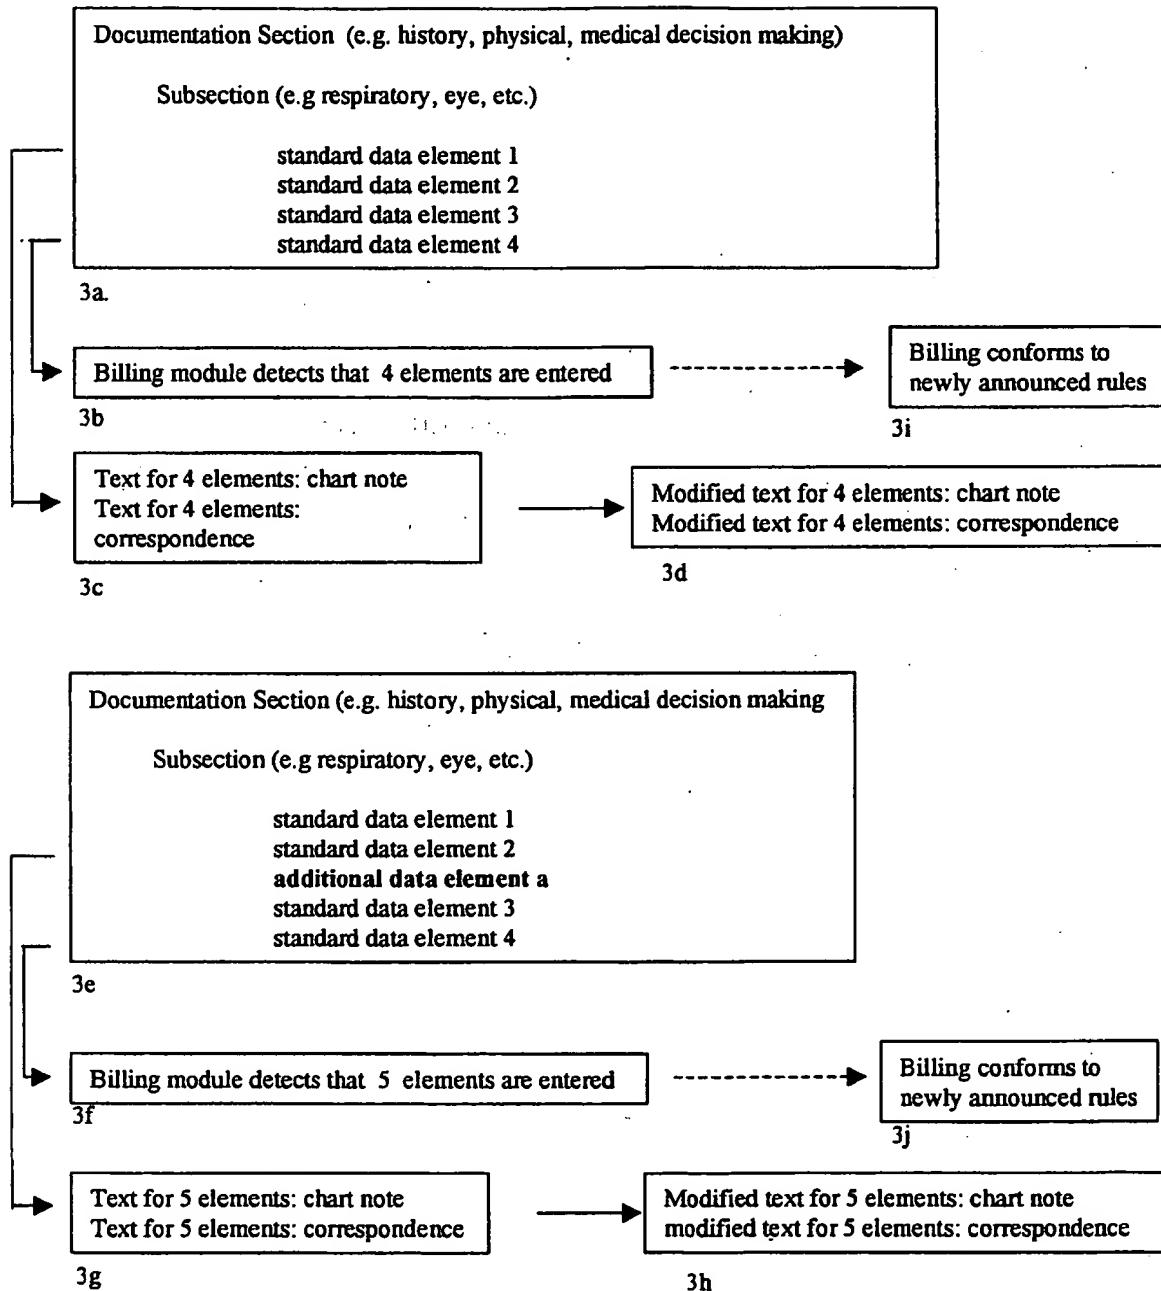 Documentation Section (e.g. history, physical, medical decision making)
Subsection (e.g respiratory, eye, etc.)
standard data element 1
standard data element 2
standard data element 3
standard data element 4
3a.
Billing module detects that 4 elements are entered
3b
Billing conforms to
newly announced rules
3i
Text for 4 elements: chart note
Text for 4 elements:
correspondence
3c
Modified text for 4 elements: chart note
Modified text for 4 elements: correspondence
3d
Documentation Section (e.g. history, physical, medical decision making
Subsection (e.g respiratory, eye, etc.)
standard data element 1
standard data element 2
additional data element a
standard data element 3
standard data element 4
3e
Billing module detects that 5 elements are entered
3f
Billing conforms to
newly announced rules
3j
Text for 5 elements: chart note
Text for 5 elements: correspondence
3g
Modified text for 5 elements: chart note
modified text for 5 elements: correspondence
3h